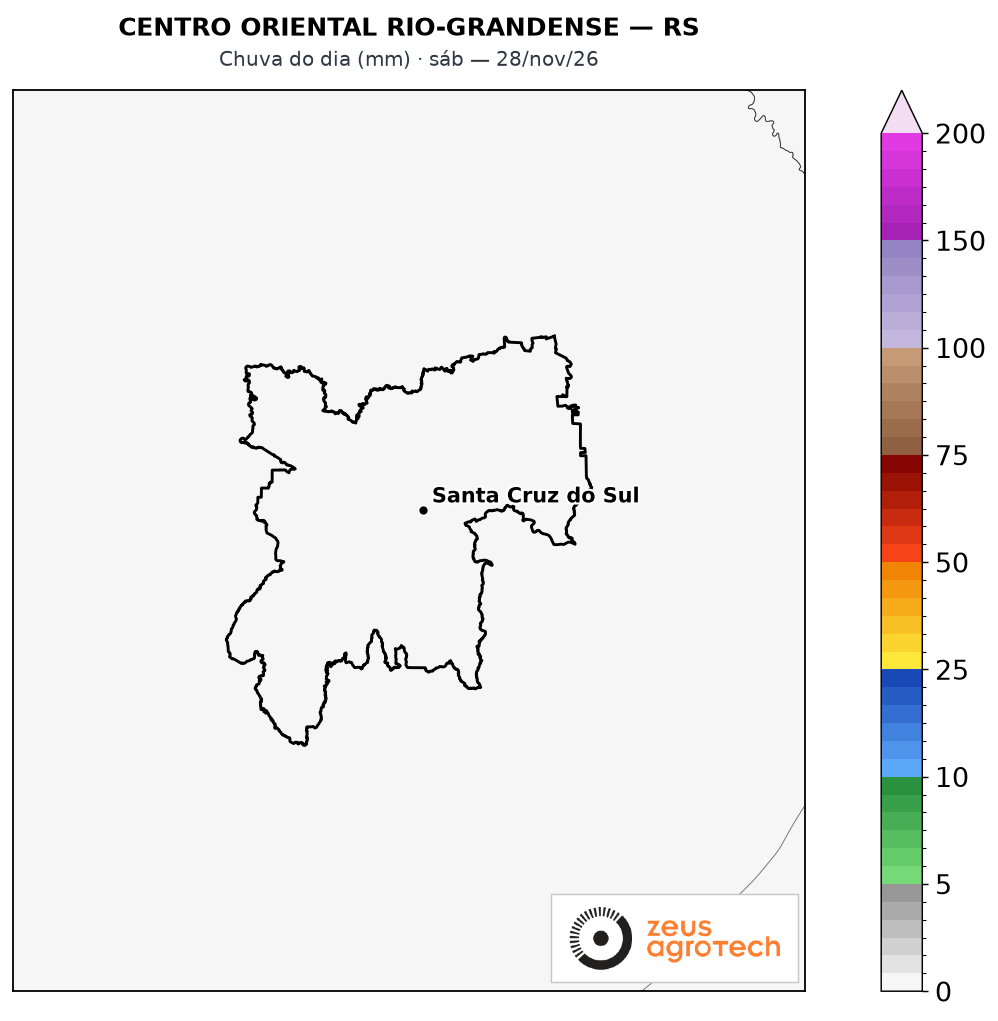 CENTRO ORIENTAL RIO-GRANDENSE — RS
Chuva do dia (mm) · sáb — 28/nov/26
200
150
100
75
50
25
10
5
0
Santa Cruz do Sul
zeus
agrotech